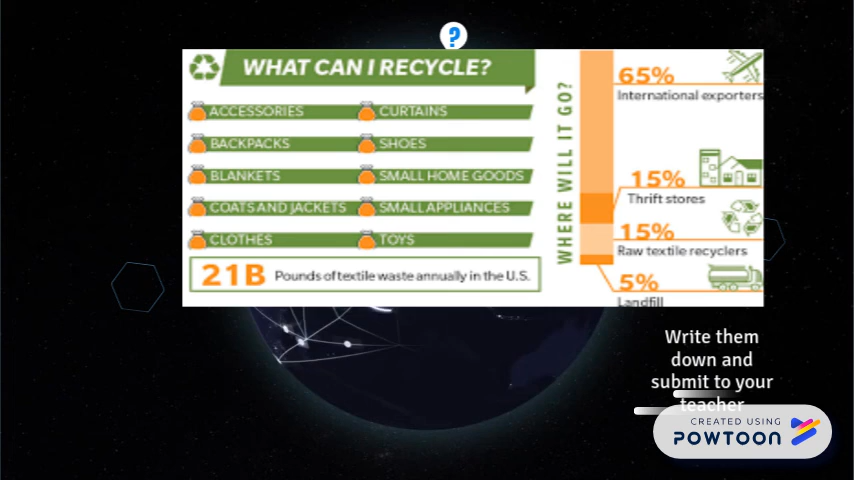 ?
WHAT CAN I RECYCLE?
ACCESSORIES
CURTAINS
BACKPACKS
SHOES
BLANKETS
SMALL HOME GOODS
COATS AND JACKETS
SMALL APPLIANCES
CLOTHES
TOYS
21B Pounds of textile waste annually in the U.S.
WHERE WILL IT GO?
65%
International exporters
15%
Thrift stores
15%
Raw textile recyclers
5%
Landfill
Write them
down and
submit to your
teacher
CREATED USING
POWTOON